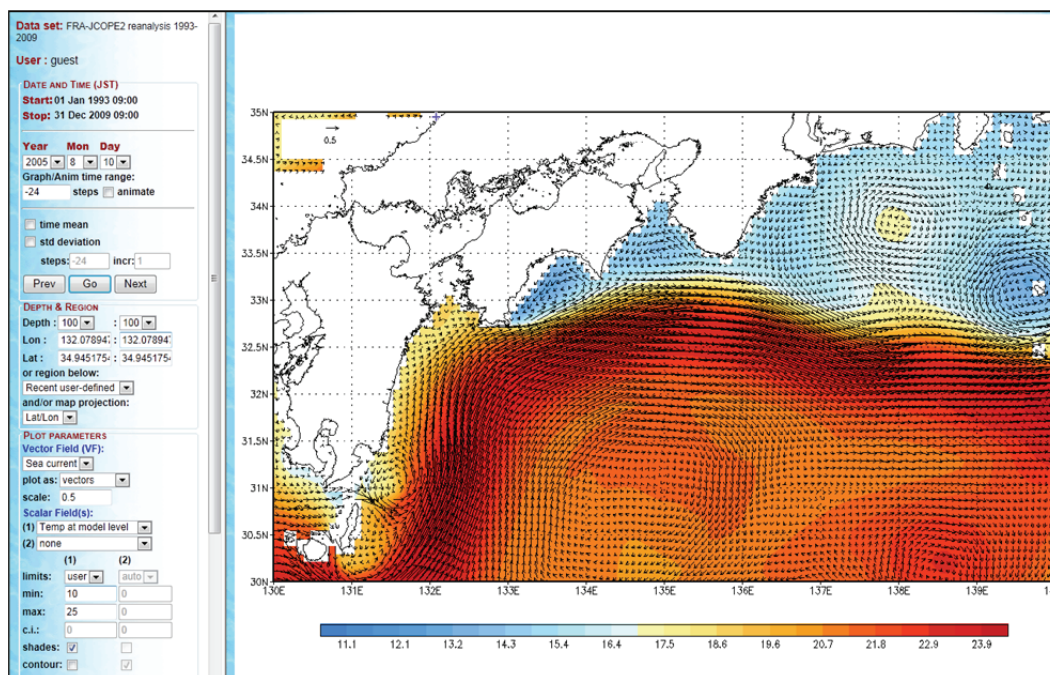 Data set: FRA-JCOPE2 reanalysis 1993-
2009
User : guest
DATE AND TIME (JST)
Start: 01 Jan 1993 09:00
Stop: 31 Dec 2009 09:00
Year Mon Day
2005 8 10
Graph/Anim time range:
-24 steps animate
time mean
std deviation
steps: -24 incr: 1
Prev Go Next
DEPTH & REGION
Depth : 100 : 100
Lon : 132.078947 : 132.078947
Lat : 34.945175 : 34.945175
or region below:
Recent user-defined
and/or map projection:
Lat/Lon
PLOT PARAMETERS
Vector Field (VF):
Sea current
plot as: vectors
scale: 0.5
Scalar Field(s):
(1) Temp at model level
(2) none
(1) (2)
limits: user auto
min: 10 0
max: 25 0
c.i.: 0 0
shades:
contour:
0.5
35N
34.5N
34N
33.5N
33N
32.5N
32N
31.5N
31N
30.5N
30N
130E 131E 132E 133E 134E 135E 136E 137E 138E 139E
11.1 12.1 13.2 14.3 15.4 16.4 17.5 18.6 19.6 20.7 21.8 22.9 23.9